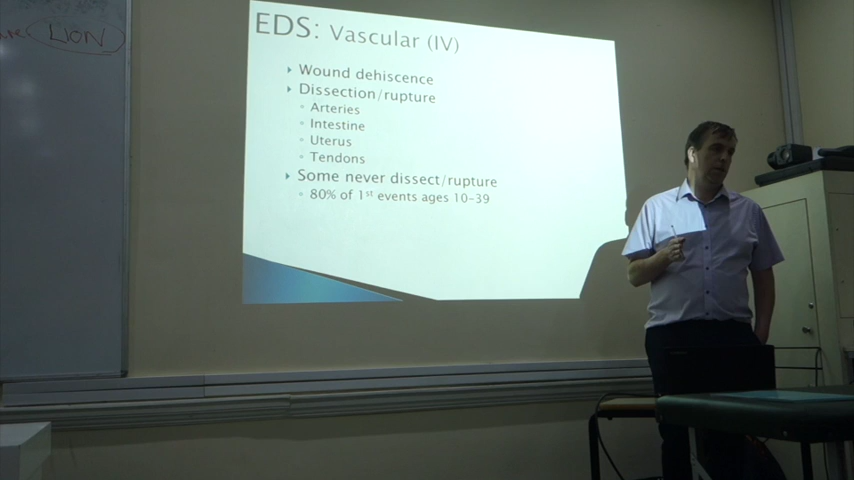 LION
EDS: Vascular (IV)
Wound dehiscence
Dissection/rupture
Arteries
Intestine
Uterus
Tendons
Some never dissect/rupture
80% of 1st events ages 10-39